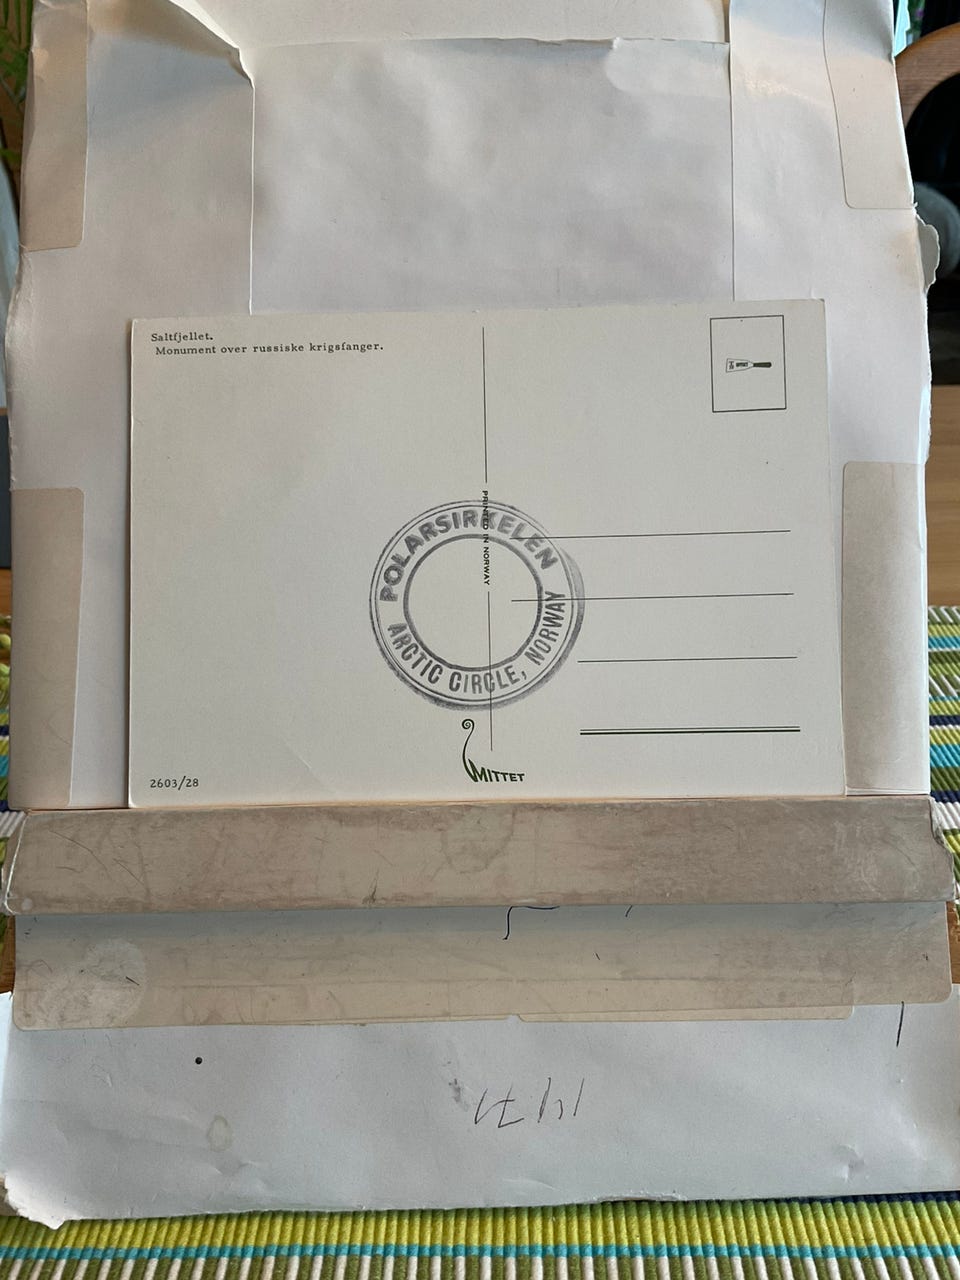 Saltfjellet.
Monument over russiske krigsfanger.
PRINTED IN NORWAY
POLARSIRKELEN
ARCTIC CIRCLE, NORWAY
MITTET
2603/28